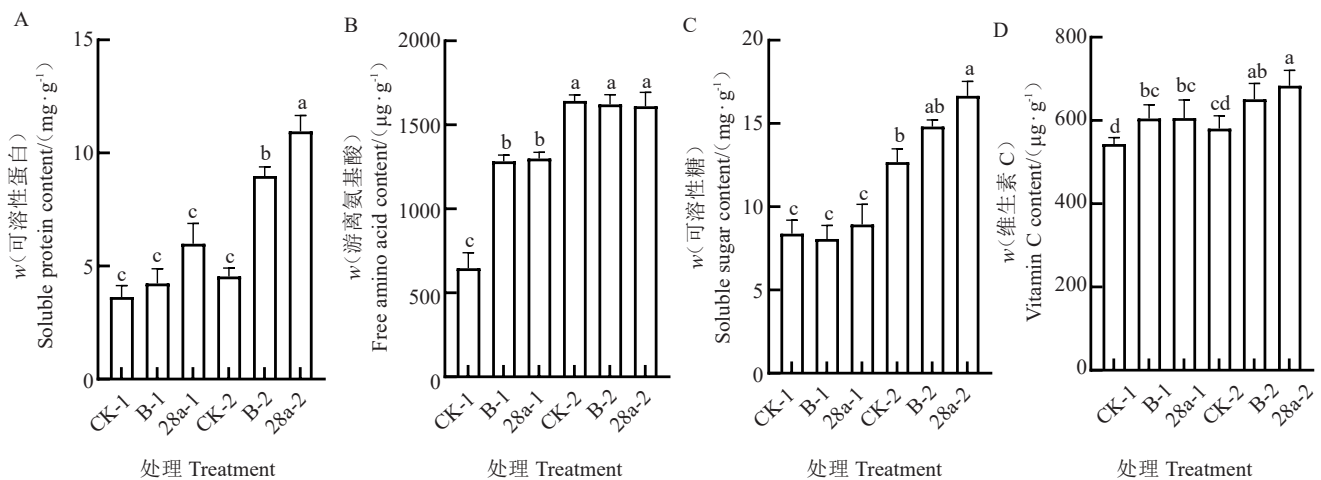 A
w(可溶性蛋白)
Soluble protein content/(mg·g⁻¹)
15
10
5
0
c
c
c
c
b
a
CK-1
B-1
28a-1
CK-2
B-2
28a-2
处理 Treatment
B
w(游离氨基酸)
Free amino acid content/(μg·g⁻¹)
2000
1500
1000
500
0
c
b
b
a
a
a
CK-1
B-1
28a-1
CK-2
B-2
28a-2
处理 Treatment
C
w(可溶性糖)
Soluble sugar content/(mg·g⁻¹)
20
15
10
5
0
c
c
c
b
ab
a
CK-1
B-1
28a-1
CK-2
B-2
28a-2
处理 Treatment
D
w(维生素 C)
Vitamin C content/(μg·g⁻¹)
800
600
400
200
0
d
bc
bc
cd
ab
a
CK-1
B-1
28a-1
CK-2
B-2
28a-2
处理 Treatment